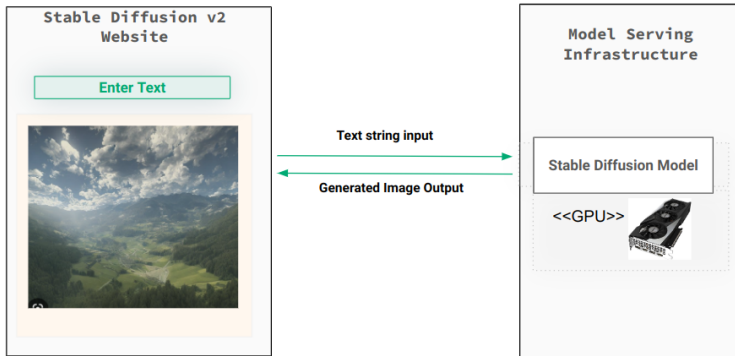 Stable Diffusion v2
Website
Enter Text
Text string input
Generated Image Output
Model Serving
Infrastructure
Stable Diffusion Model
<<GPU>>